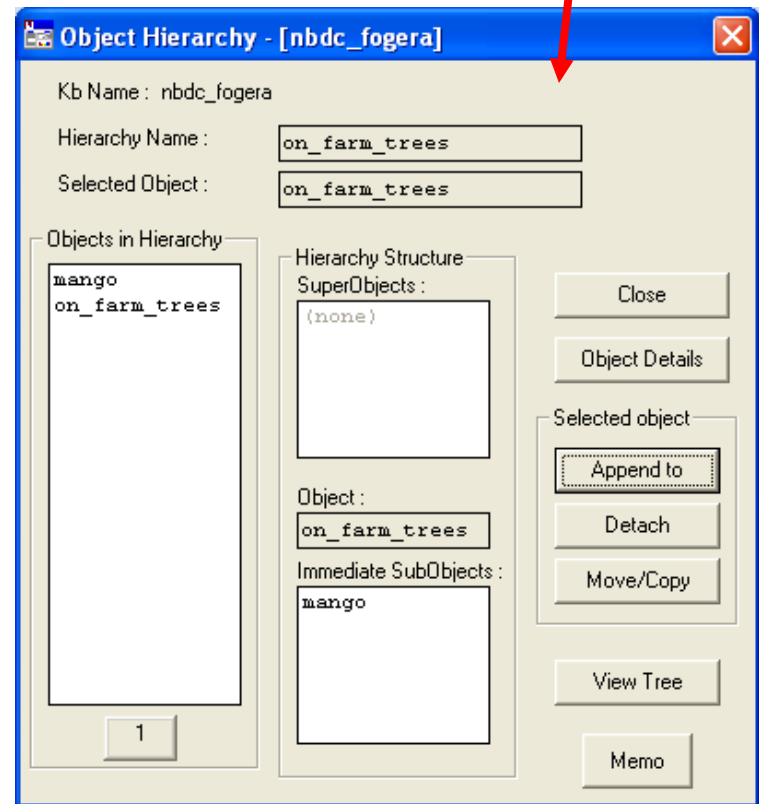 Object Hierarchy - [nbdc_fogera]
Kb Name : nbdc_fogera
Hierarchy Name :
on_farm_trees
Selected Object :
on_farm_trees
Objects in Hierarchy
mango
on_farm_trees
1
Hierarchy Structure
SuperObjects :
(none)
Object :
on_farm_trees
Immediate SubObjects :
mango
Close
Object Details
Selected object
Append to
Detach
Move/Copy
View Tree
Memo